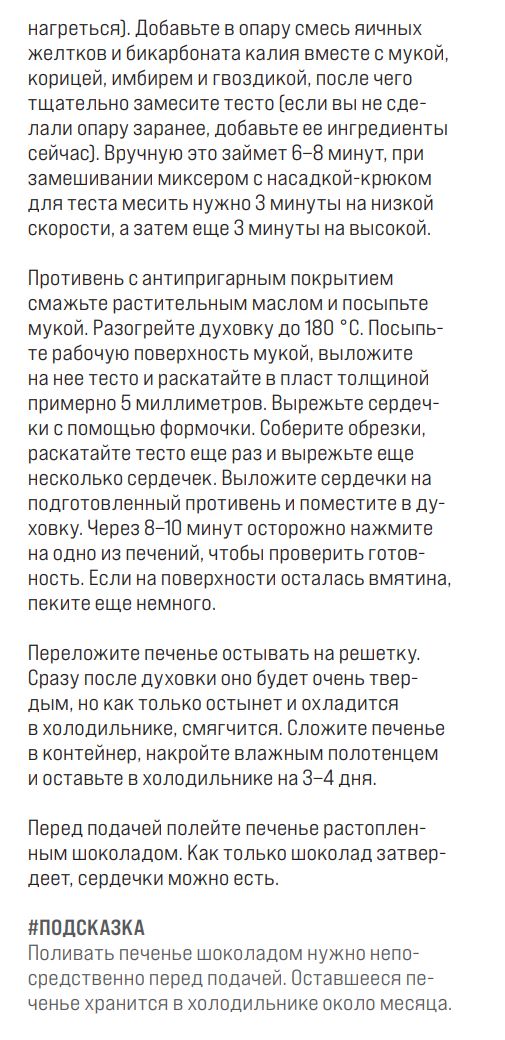 нагреться). Добавьте в опару смесь яичных
желтков и бикарбоната калия вместе с мукой,
корицей, имбирем и гвоздикой, после чего
тщательно замесите тесто (если вы не сде-
лали опару заранее, добавьте ее ингредиенты
сейчас). Вручную это займет 6–8 минут, при
замешивании миксером с насадкой-крюком
для теста месить нужно 3 минуты на низкой
скорости, а затем еще 3 минуты на высокой.
Противень с антипригарным покрытием
смажьте растительным маслом и посыпьте
мукой. Разогрейте духовку до 180 °C. Посыпь-
те рабочую поверхность мукой, выложите
на нее тесто и раскатайте в пласт толщиной
примерно 5 миллиметров. Вырежьте сердеч-
ки с помощью формочки. Соберите обрезки,
раскатайте тесто еще раз и вырежьте еще
несколько сердечек. Выложите сердечки на
подготовленный противень и поместите в ду-
ховку. Через 8–10 минут осторожно нажмите
на одно из печений, чтобы проверить готов-
ность. Если на поверхности осталась вмятина,
пеките еще немного.
Переложите печенье остывать на решетку.
Сразу после духовки оно будет очень твер-
дым, но как только остынет и охладится
в холодильнике, смягчится. Сложите печенье
в контейнер, накройте влажным полотенцем
и оставьте в холодильнике на 3–4 дня.
Перед подачей полейте печенье растоплен-
ным шоколадом. Как только шоколад затвер-
деет, сердечки можно есть.
#ПОДСКАЗКА
Поливать печенье шоколадом нужно непо-
средственно перед подачей. Оставшееся пе-
ченье хранится в холодильнике около месяца.